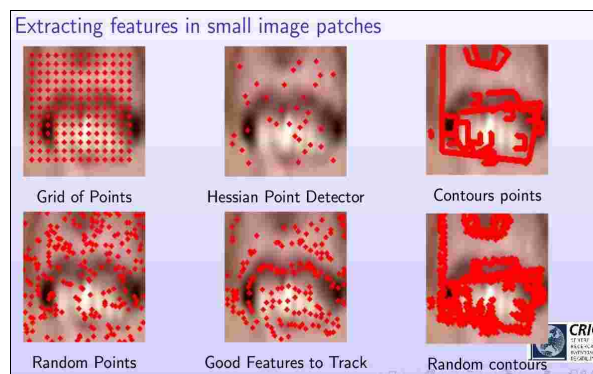 Extracting features in small image patches
Grid of Points
Hessian Point Detector
Contours points
Random Points
Good Features to Track
Random contours